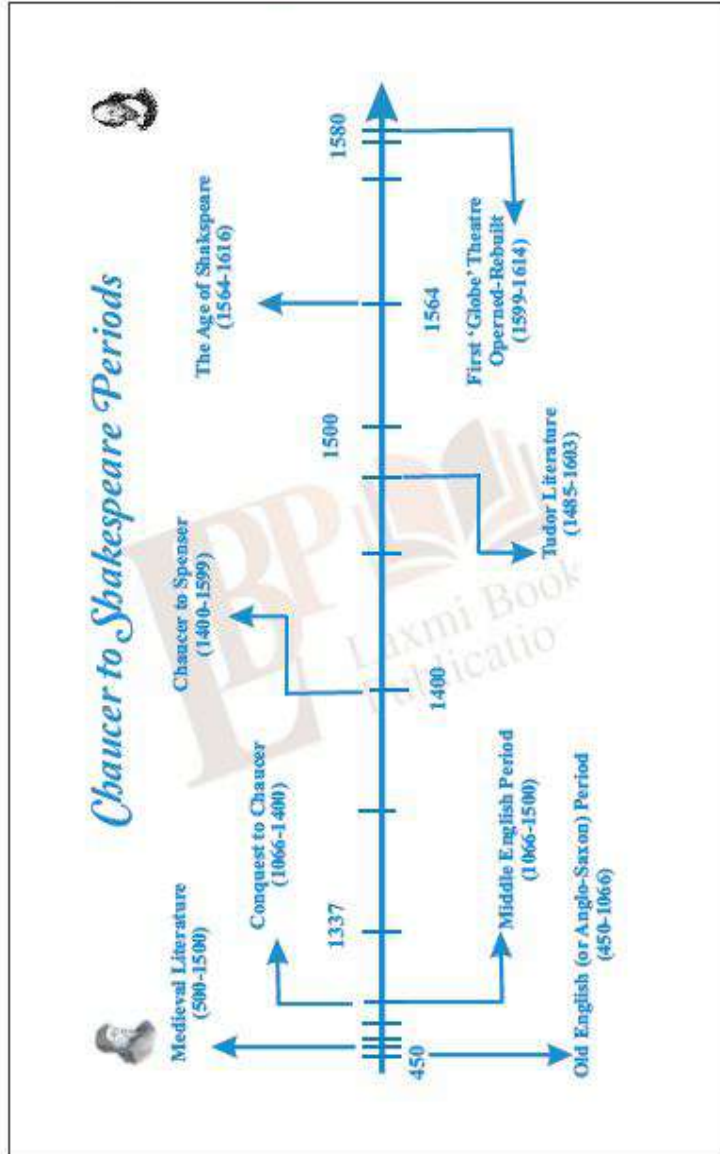 Chaucer to Shakespeare Periods
Medieval Literature
(500-1500)
Conquest to Chaucer
(1066-1400)
Chaucer to Spenser
(1400-1599)
The Age of Shakspeare
(1564-1616)
450
1337
1400
1500
1564
1580
Old English (or Anglo-Saxon) Period
(450-1066)
Middle English Period
(1066-1500)
Tudor Literature
(1485-1603)
First ‘Globe’ Theatre
Operned-Rebuilt
(1599-1614)
LBP
Laxmi Book
Publicatio